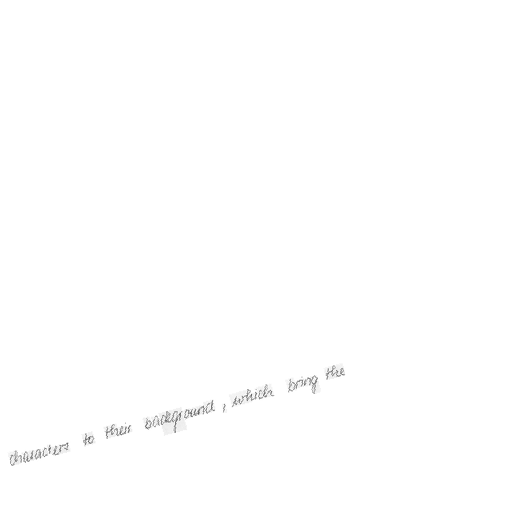 characters to their background, which bring the